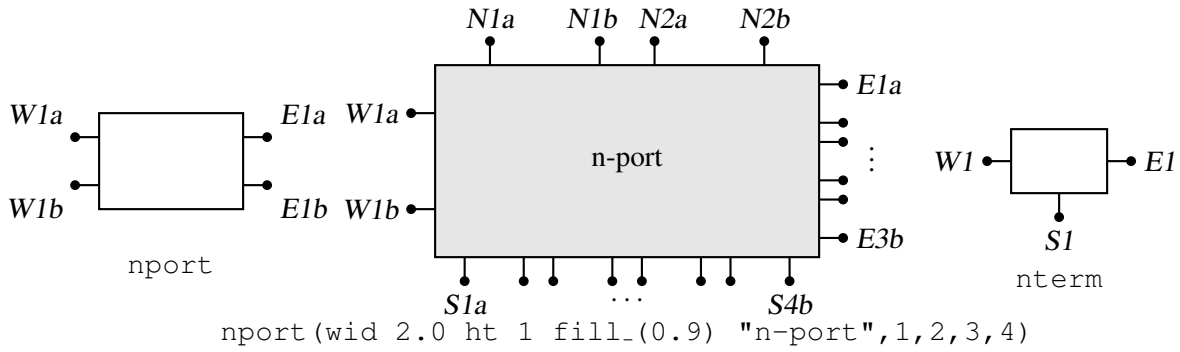 N1a N1b N2a N2b
W1a E1a W1a E1a
n-port ⋮ W1 E1
W1b E1b W1b E3b
S1
nport nterm
S1a ... S4b
nport(wid 2.0 ht 1 fill_(0.9) "n-port",1,2,3,4)